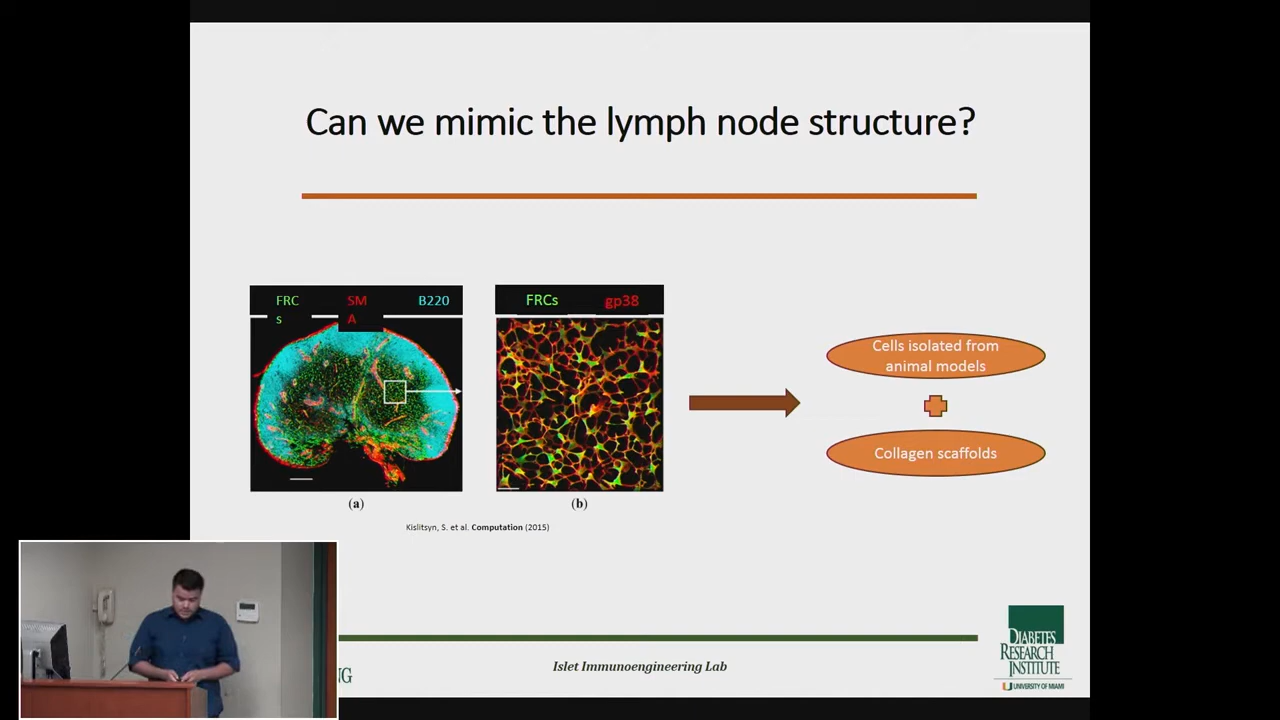 Can we mimic the lymph node structure?
FRC
s
SM
A
B220
FRCs
gp38
Cells isolated from
animal models
Collagen scaffolds
(a)
(b)
Kislitsyn, S. et al. Computation (2015)
NG
Islet Immunoengineering Lab
DIABETES
RESEARCH
INSTITUTE
UNIVERSITY OF MIAMI